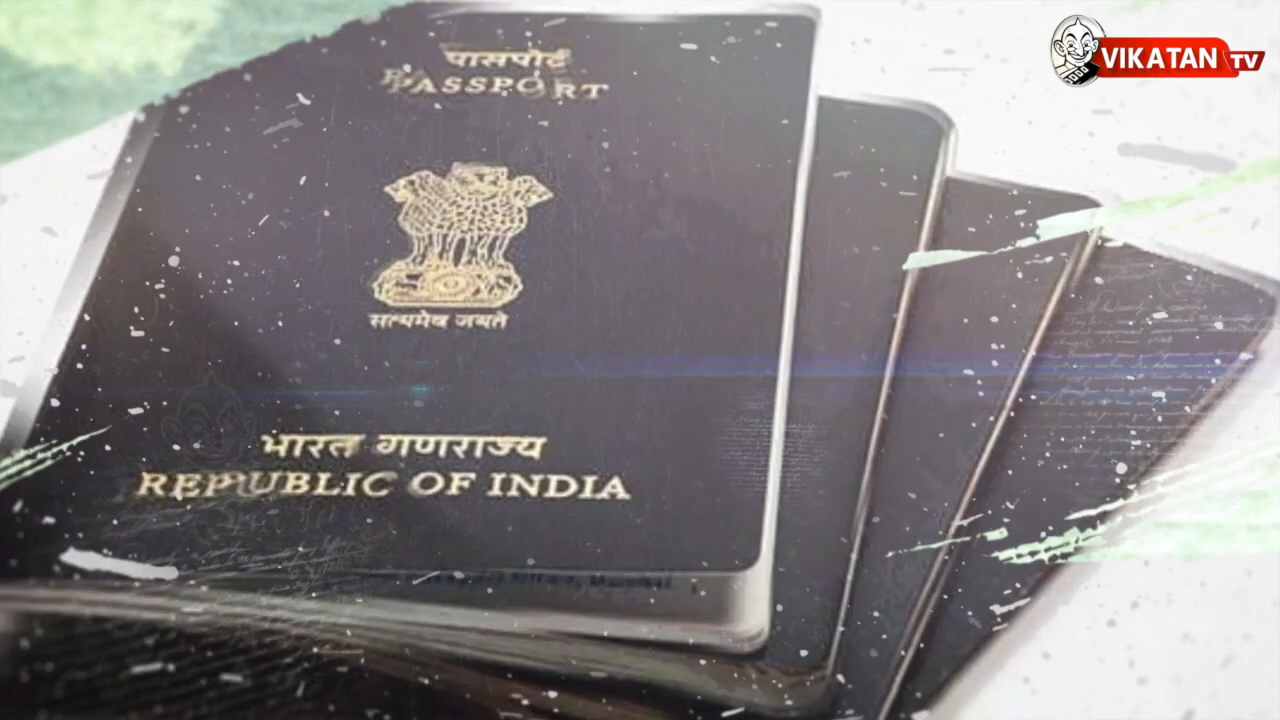 VIKATAN TV
पासपोर्ट
PASSPORT
सत्यमेव जयते
भारत गणराज्य
REPUBLIC OF INDIA